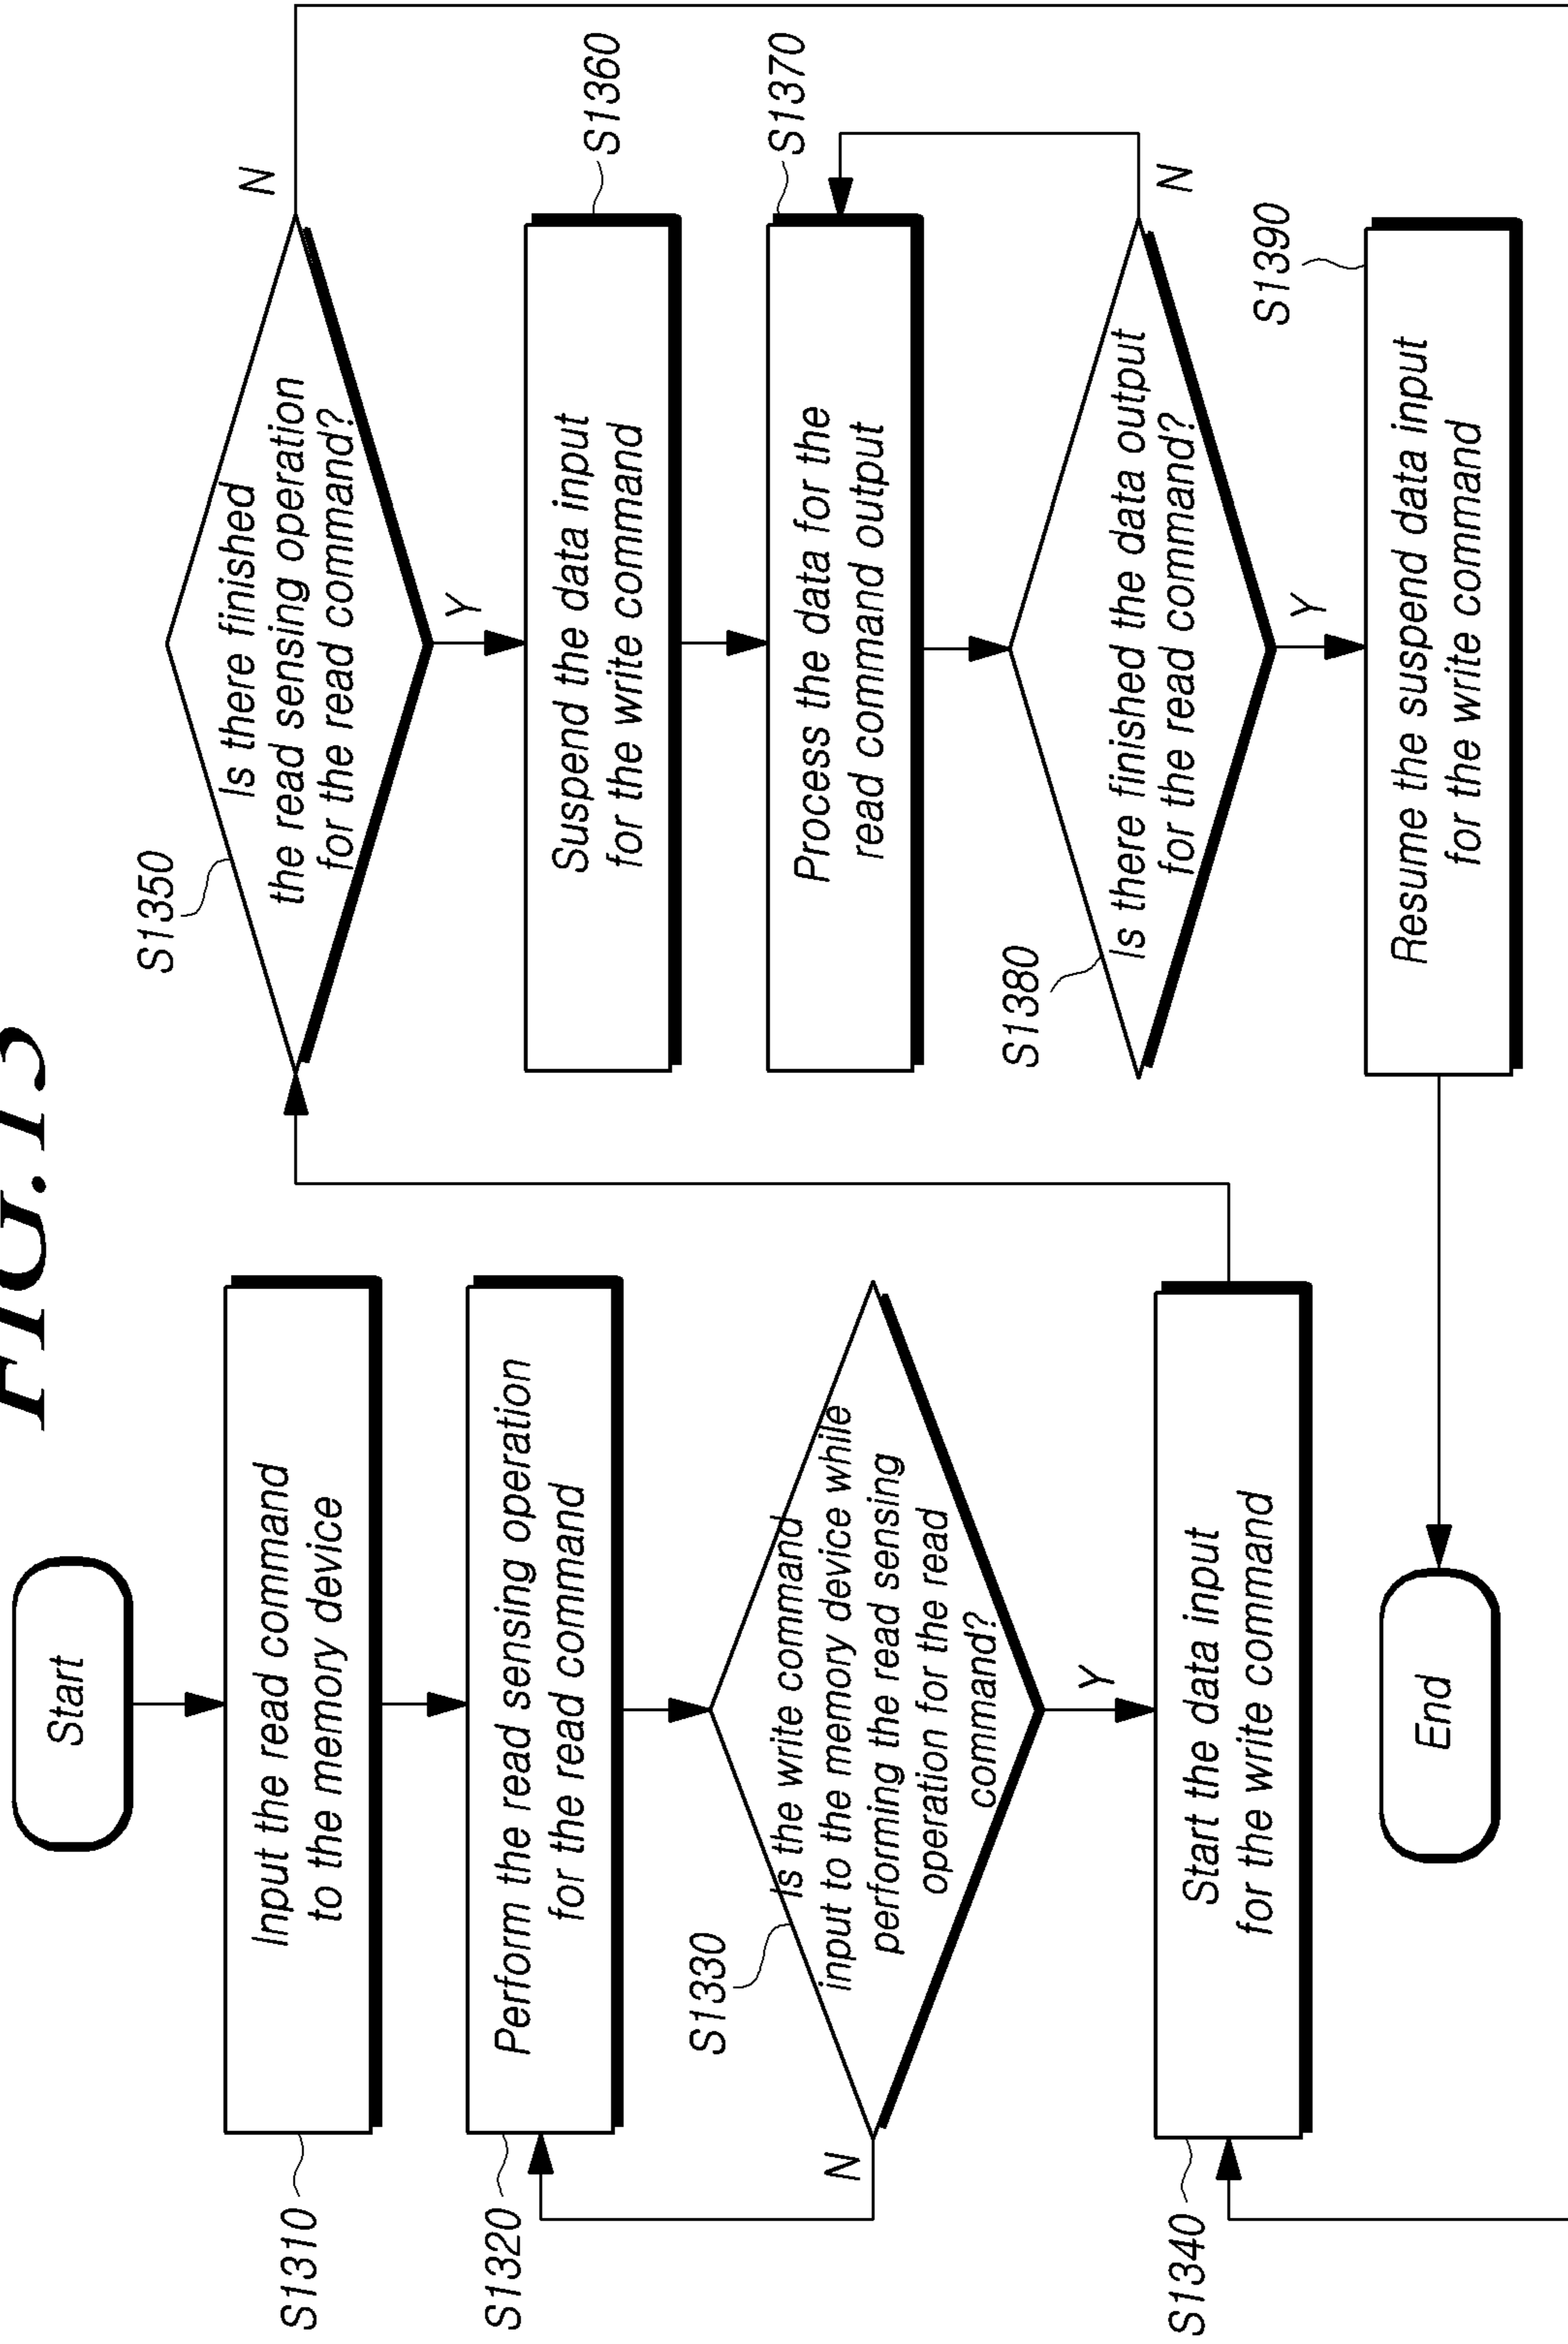 FIG.13
Start
Input the read command
to the memory device
S1310
Perform the read sensing operation
for the read command
S1320
Is the write command
input to the memory device while
performing the read sensing
operation for the read
command?
S1330
N
Y
Start the data input
for the write command
S1340
Is there finished
the read sensing operation
for the read command?
S1350
N
Y
Suspend the data input
for the write command
S1360
Process the data for the
read command output
S1370
Is there finished the data output
for the read command?
S1380
N
Y
Resume the suspend data input
for the write command
S1390
End